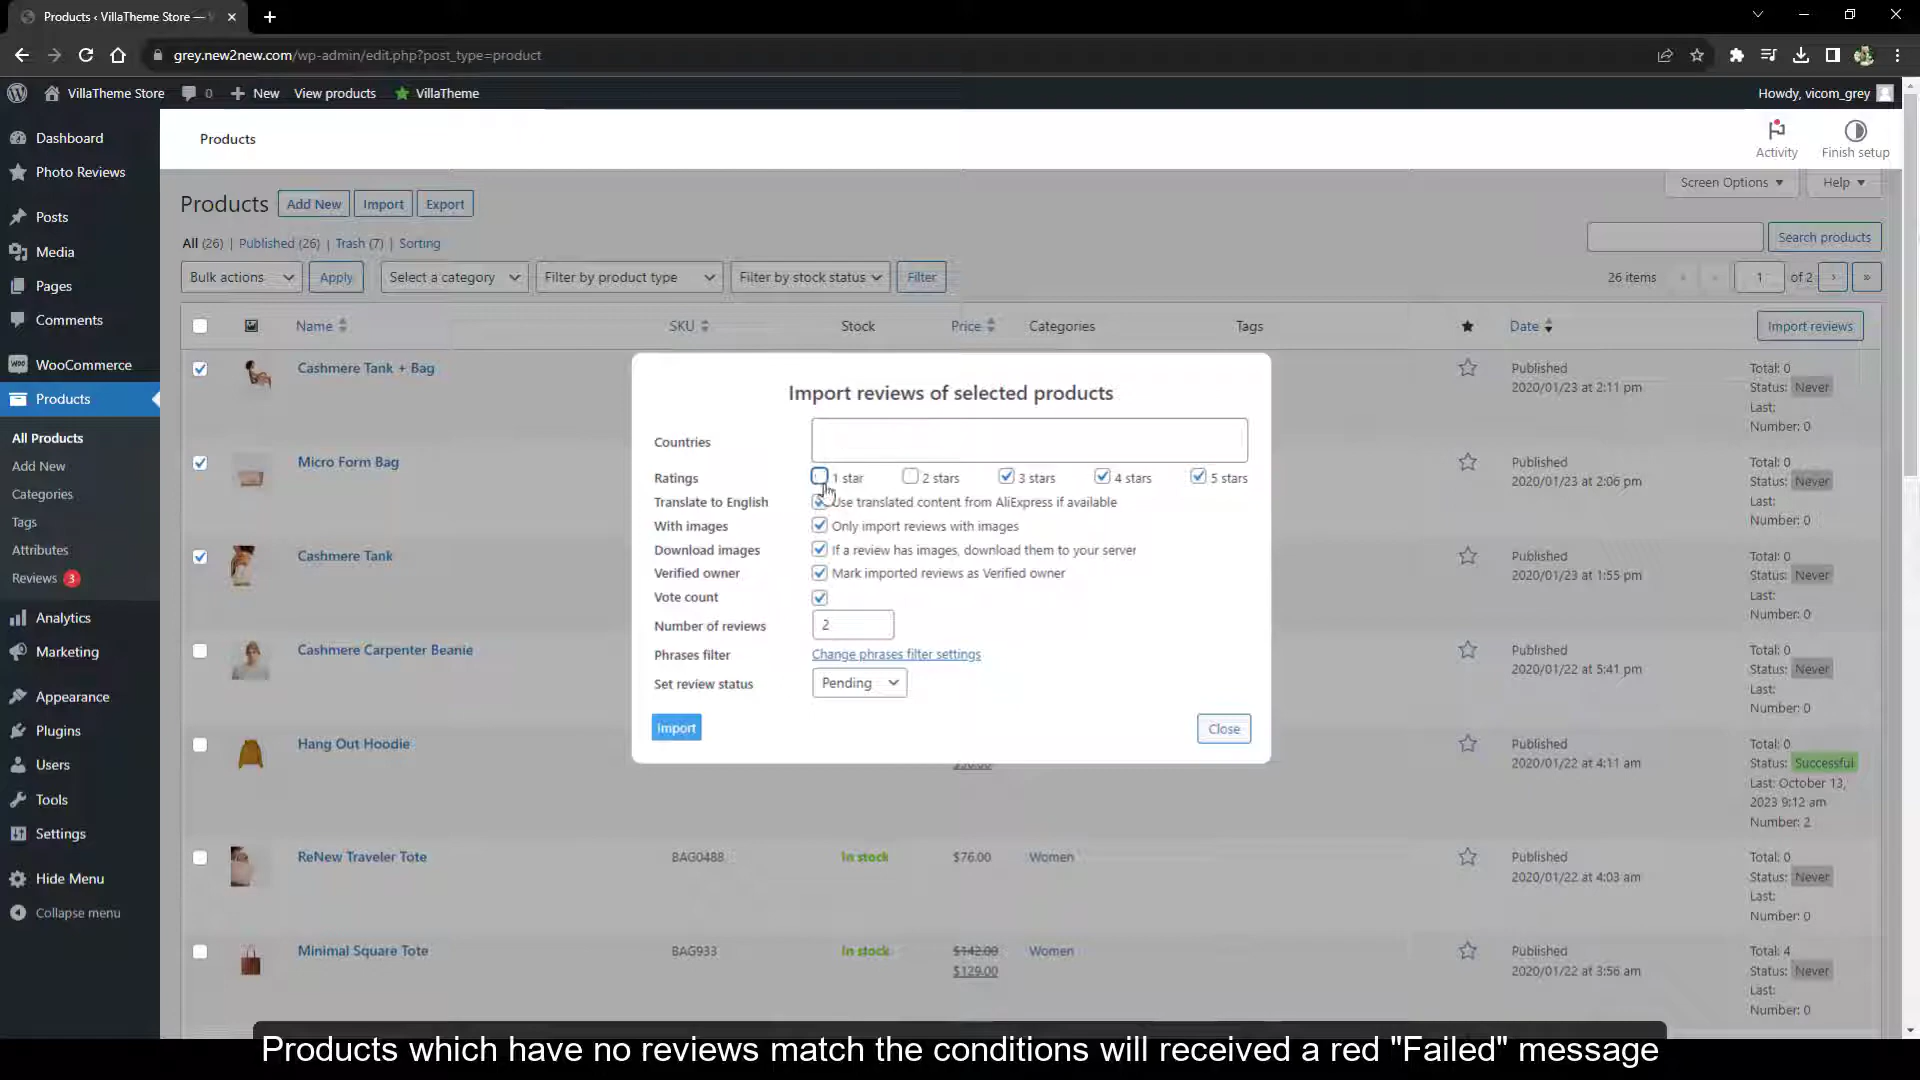 Products ‹ VillaTheme Store —
grey.new2new.com/wp-admin/edit.php?post_type=product
VillaTheme Store 0 New View products VillaTheme Howdy, vicom_grey
Dashboard
Photo Reviews
Posts
Media
Pages
Comments
WooCommerce
Products
All Products
Add New
Categories
Tags
Attributes
Reviews 3
Analytics
Marketing
Appearance
Plugins
Users
Tools
Settings
Hide Menu
Collapse menu
Products
Activity
Finish setup
Screen Options Help
Products Add New Import Export
All (26) | Published (26) | Trash (7) | Sorting
Search products
Bulk actions Apply Select a category Filter by product type Filter by stock status Filter 26 items « ‹ 1 of 2 › »
Name SKU Stock Price Categories Tags Date Import reviews
Cashmere Tank + Bag
Published
2020/01/23 at 2:11 pm
Total: 0
Status: Never
Last:
Number: 0
Micro Form Bag
Published
2020/01/23 at 2:06 pm
Total: 0
Status: Never
Last:
Number: 0
Cashmere Tank
Published
2020/01/23 at 1:55 pm
Total: 0
Status: Never
Last:
Number: 0
Cashmere Carpenter Beanie
Published
2020/01/22 at 5:41 pm
Total: 0
Status: Never
Last:
Number: 0
Hang Out Hoodie
Published
2020/01/22 at 4:11 am
Total: 0
Status: Successful
Last: October 13,
2023 9:12 am
Number: 2
ReNew Traveler Tote BAG0488 In stock $76.00 Women
Published
2020/01/22 at 4:03 am
Total: 0
Status: Never
Last:
Number: 0
Minimal Square Tote BAG933 In stock $142.00 Women
$129.00
Published
2020/01/22 at 3:56 am
Total: 4
Status: Never
Last:
Number: 0
Import reviews of selected products
Countries
Ratings 1 star 2 stars 3 stars 4 stars 5 stars
Translate to English Use translated content from AliExpress if available
With images Only import reviews with images
Download images If a review has images, download them to your server
Verified owner Mark imported reviews as Verified owner
Vote count
Number of reviews 2
Phrases filter Change phrases filter settings
Set review status Pending
Import Close
Products which have no reviews match the conditions will received a red "Failed" message